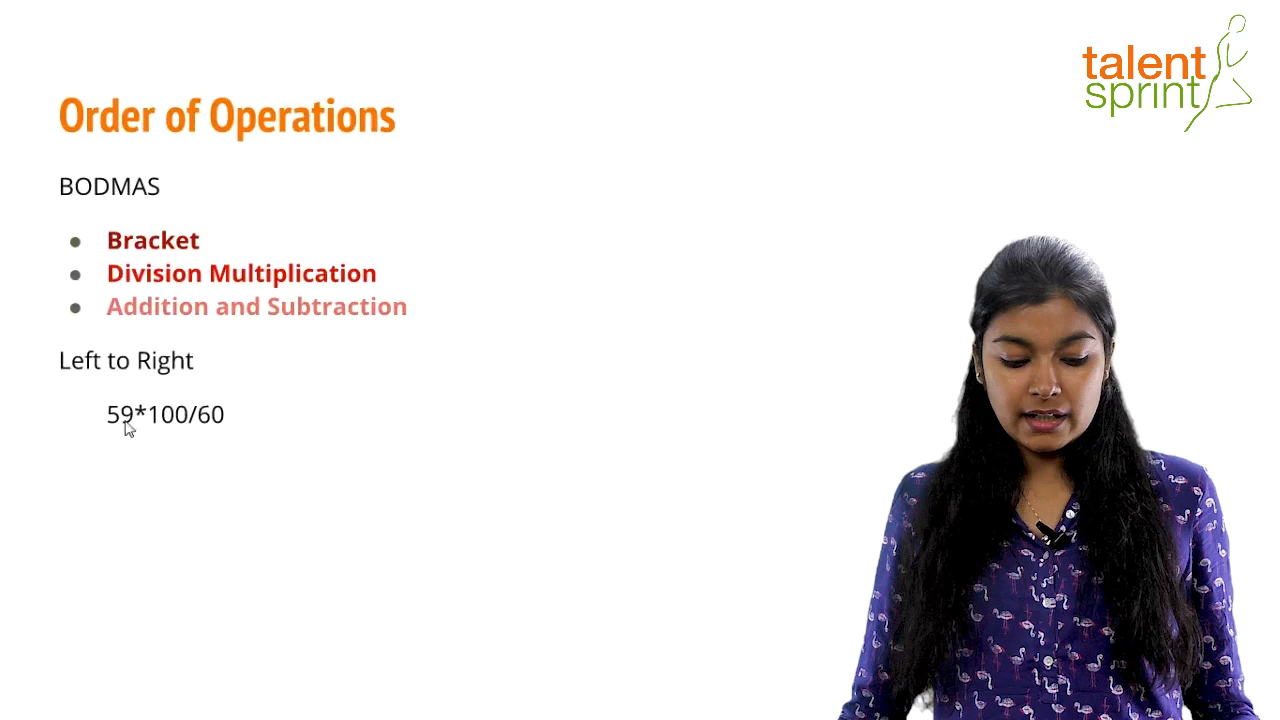 talent
sprint
Order of Operations
BODMAS
Bracket
Division Multiplication
Addition and Subtraction
Left to Right
59*100/60